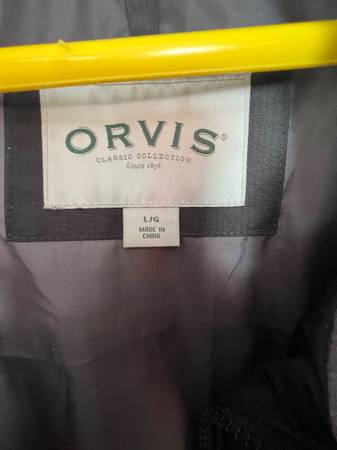 ORVIS®
CLASSIC COLLECTION
Since 1856
L/G
MADE IN
CHINA